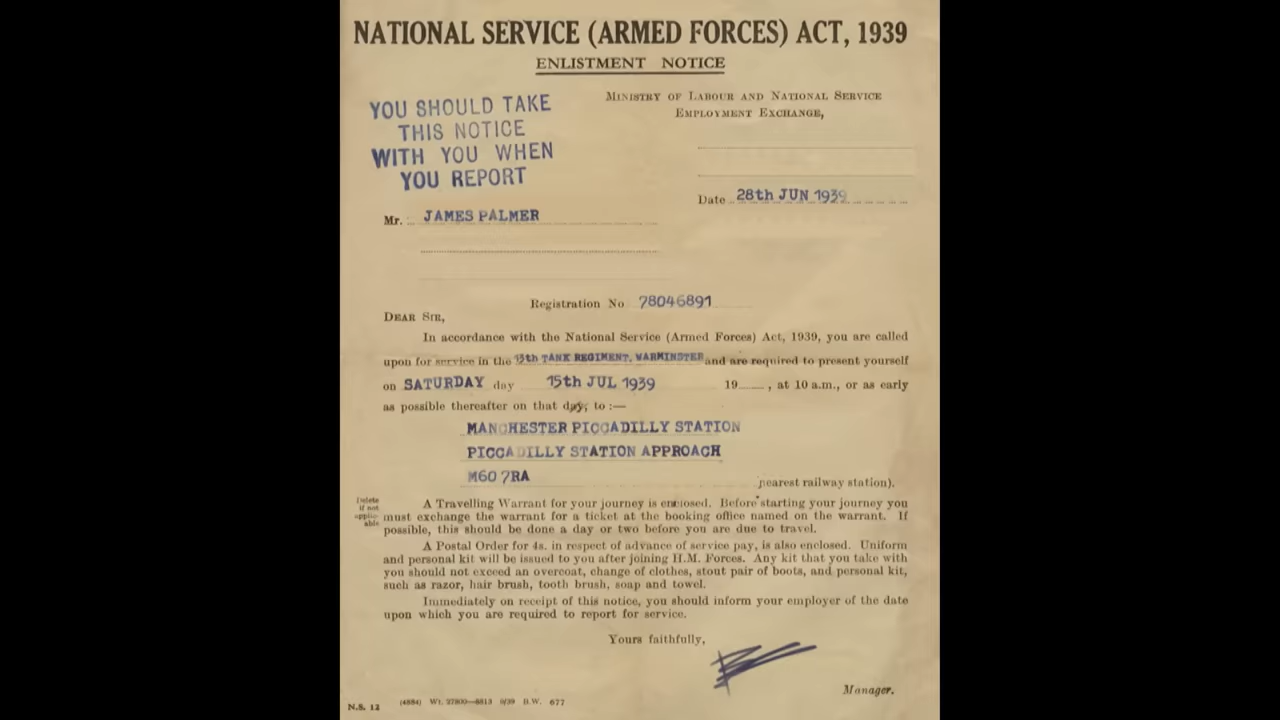 NATIONAL SERVICE (ARMED FORCES) ACT, 1939
ENLISTMENT NOTICE
MINISTRY OF LABOUR AND NATIONAL SERVICE
EMPLOYMENT EXCHANGE,
YOU SHOULD TAKE
THIS NOTICE
WITH YOU WHEN
YOU REPORT
Date 28th JUN 1939
Mr. JAMES PALMER
Registration No 78046891
DEAR SIR,
In accordance with the National Service (Armed Forces) Act, 1939, you are called
upon for service in the 15th TANK REGIMENT, WARMINSTER and are required to present yourself
on SATURDAY day 15th JUL 1939 19 , at 10 a.m., or as early
as possible thereafter on that day, to :—
MANCHESTER PICCADILLY STATION
PICCADILLY STATION APPROACH
M60 7RA
nearest railway station).
Delete
if not
applic-
able
A Travelling Warrant for your journey is enclosed. Before starting your journey you
must exchange the warrant for a ticket at the booking office named on the warrant. If
possible, this should be done a day or two before you are due to travel.
A Postal Order for 4s. in respect of advance of service pay, is also enclosed. Uniform
and personal kit will be issued to you after joining H.M. Forces. Any kit that you take with
you should not exceed an overcoat, change of clothes, stout pair of boots, and personal kit,
such as razor, hair brush, tooth brush, soap and towel.
Immediately on receipt of this notice, you should inform your employer of the date
upon which you are required to report for service.
Yours faithfully,
Manager.
N.S. 12
(4884) Wt. 37800—8813 9/39 B.W. 677